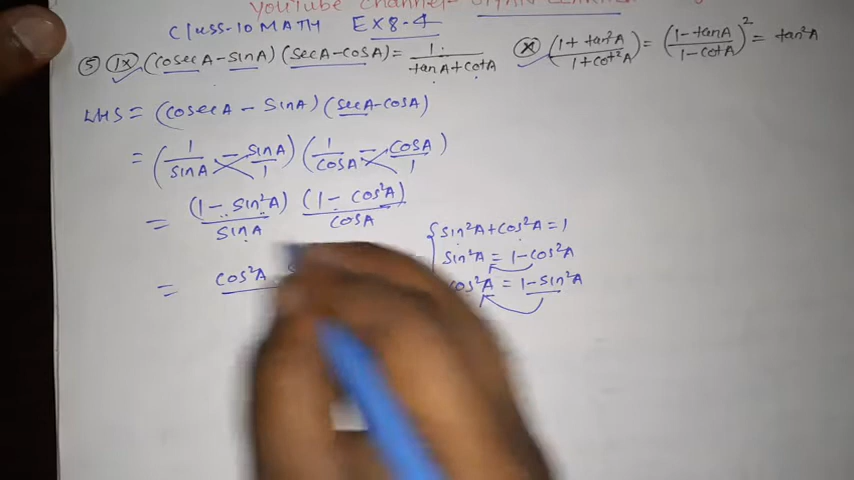 YouTube Channel-
Class-10 MATH EX 8.4
⑤ (ix) (cosecA-sinA)(secA-cosA)= 1/(tanA+cotA) (x) ((1+tan²A)/(1+cot²A))= ((1-tanA)/(1-cotA))² = tan²A
LHS = (cosecA - sinA)(secA-cosA)
= (1/sinA - sinA/1)(1/cosA - cosA/1)
= (1-sin²A)/sinA (1-cos²A)/cosA
{sin²A+cos²A=1
sin²A = 1-cos²A
cos²A = 1-sin²A
= cos²A